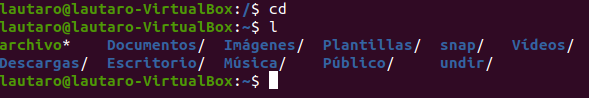 lautaro@lautaro-VirtualBox:/$ cd
lautaro@lautaro-VirtualBox:~$ l
archivo* Documentos/ Imágenes/ Plantillas/ snap/ Vídeos/
Descargas/ Escritorio/ Música/ Público/ undir/
lautaro@lautaro-VirtualBox:~$